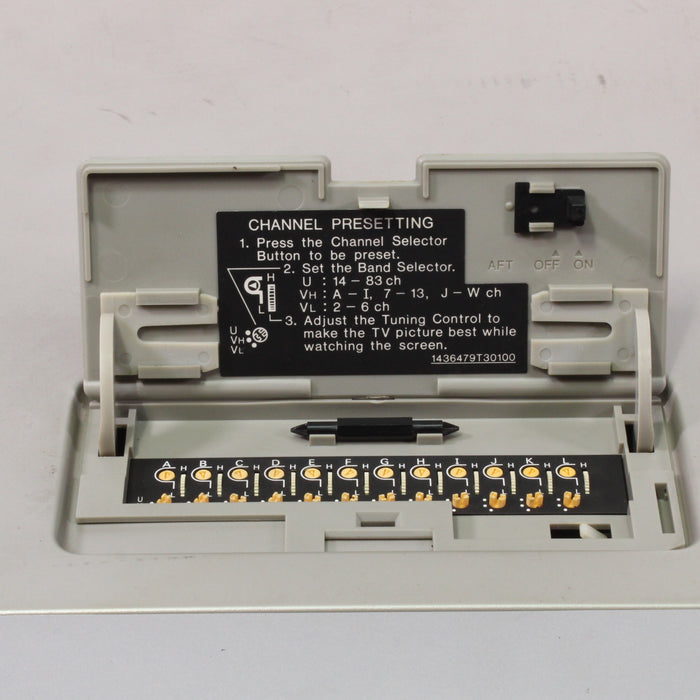 CHANNEL PRESETTING
1. Press the Channel Selector
Button to be preset.
2. Set the Band Selector.
U : 14 – 83 ch
VH : A – I, 7 – 13, J – W ch
VL : 2 – 6 ch
3. Adjust the Tuning Control to
make the TV picture best while
watching the screen.
1436479T30100
H
L
U
VH
VL
AFT OFF ON
A H B H C H D H E H F H G H H H I H J H K H L H
U